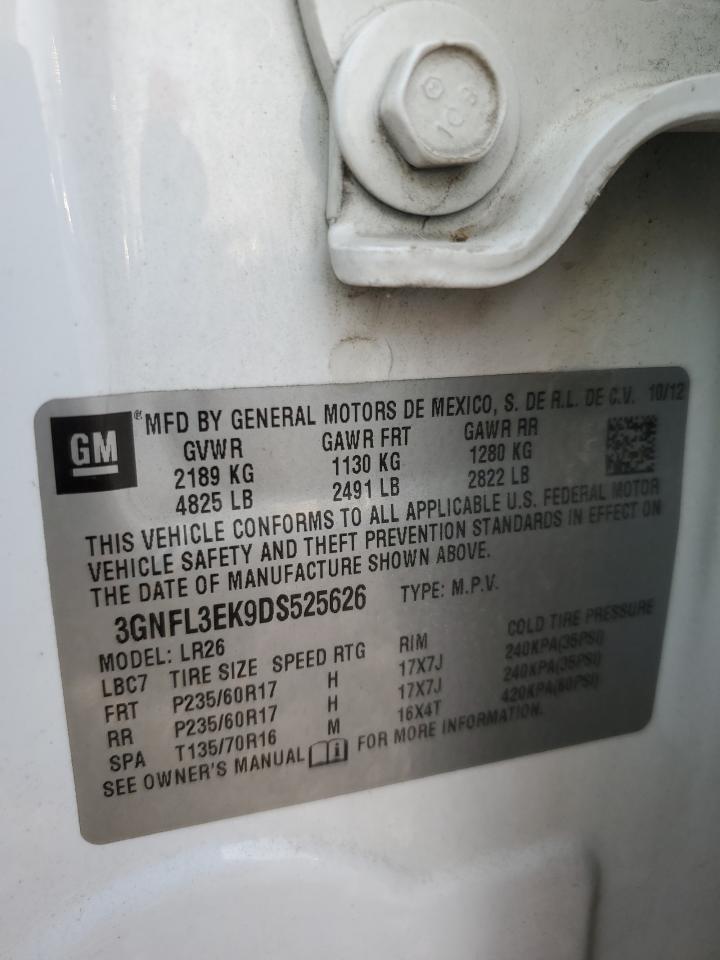 10.9
GM
® MFD BY GENERAL MOTORS DE MEXICO, S. DE R.L. DE C.V. 10/12
GVWR GAWR FRT GAWR RR
2189 KG 1130 KG 1280 KG
4825 LB 2491 LB 2822 LB
THIS VEHICLE CONFORMS TO ALL APPLICABLE U.S. FEDERAL MOTOR
VEHICLE SAFETY AND THEFT PREVENTION STANDARDS IN EFFECT ON
THE DATE OF MANUFACTURE SHOWN ABOVE.
3GNFL3EK9DS525626 TYPE: M.P.V.
MODEL: LR26
LBC7 TIRE SIZE SPEED RTG RIM COLD TIRE PRESSURE
FRT P235/60R17 H 17X7J 240KPA(35PSI)
RR P235/60R17 H 17X7J 240KPA(35PSI)
SPA T135/70R16 M 16X4T 420KPA(60PSI)
SEE OWNER'S MANUAL i FOR MORE INFORMATION.